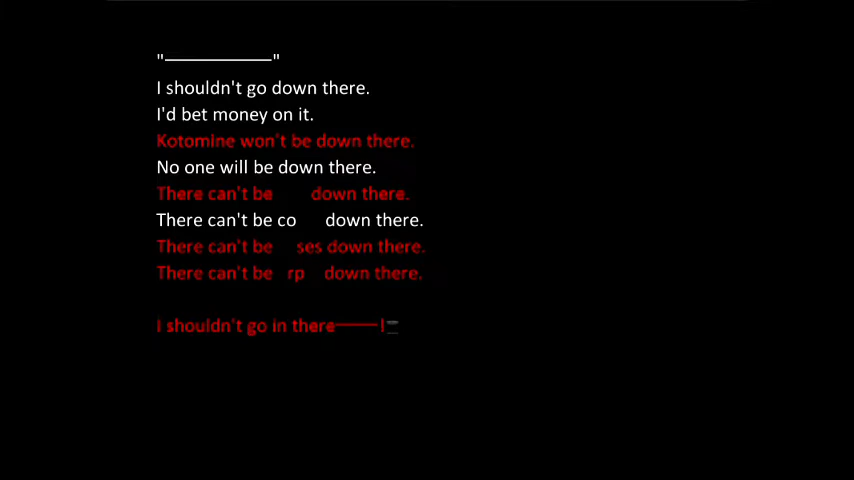 "――――――"
I shouldn't go down there.
I'd bet money on it.
Kotomine won't be down there.
No one will be down there.
There can't be      down there.
There can't be co      down there.
There can't be    ses down there.
There can't be   rp    down there.
I shouldn't go in there――!